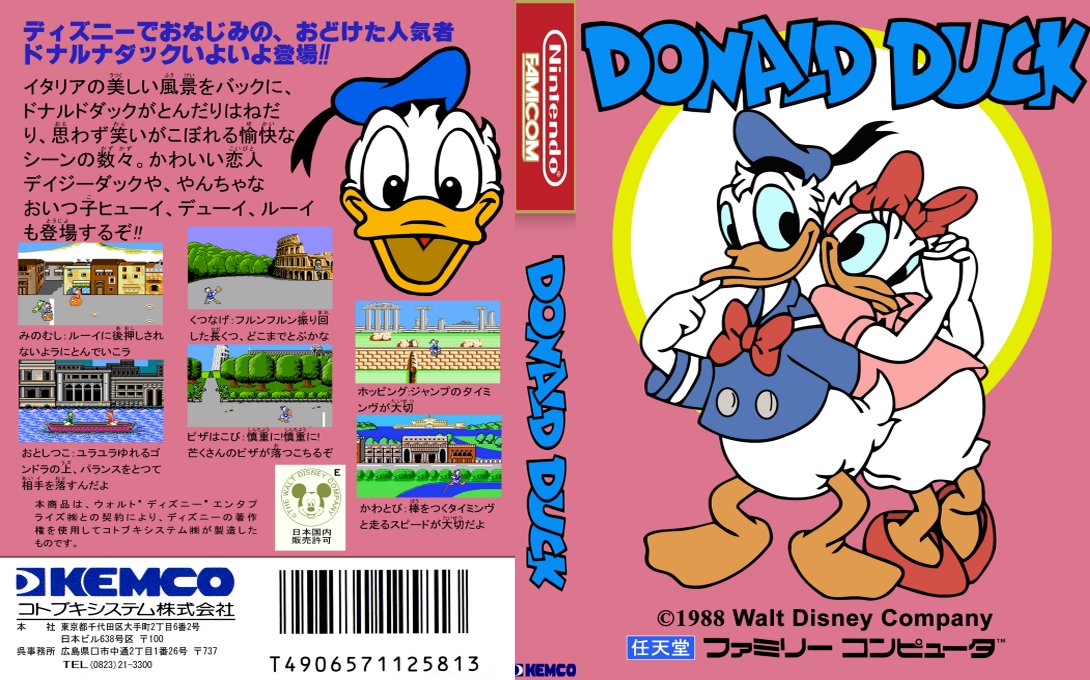 ディズニーでおなじみの、おどけた人気者
ドナルナダックいよいよ登場!!
イタリアの美しい風景をバックに、
ドナルドダックがとんだりはねだ
り、思わず笑いがこぼれる愉快な
シーンの数々。かわいい恋人
デイジーダックや、やんちゃな
おいつ子ヒューイ、デューイ、ルーイ
も登場するぞ!!
みのむし:ルーイに後押しされ
ないようにとんでいこう
くつなげ:フルンフルン振り回
した長くつ、どこまでとぶかな
ホッピング:ジャンプのタイミ
ンヴが大切
おとしつこ:ユラユラゆれるゴ
ンドラの上、バランスをとつて
相手を落すんだよ
ピザはこび:慎重に!慎重に!
芒くさんのピザが落つこちるぞ
かわとび:棒をつくタイミンヴ
と走るスピードが大切だよ
本商品は、ウォルト"ディズニー"エンタプ
ライズ㈱との契約により、ディズニーの著作
権を使用してコトブキシステム㈱が製造した
ものです。
© THE WALT DISNEY COMPANY
E
日本国内
販売許可
KEMCO
コトブキシステム株式会社
本 社 東京都千代田区大手町2丁目6番2号
日本ビル638号区 〒100
呉事務所 広島県口市中通2丁目1番26号 〒737
TEL (0823) 21-3300
T4906571125813
Nintendo
FAMICOM
DONALD DUCK
KEMCO
DONALD DUCK
©1988 Walt Disney Company
任天堂 ファミリー コンピュータ™